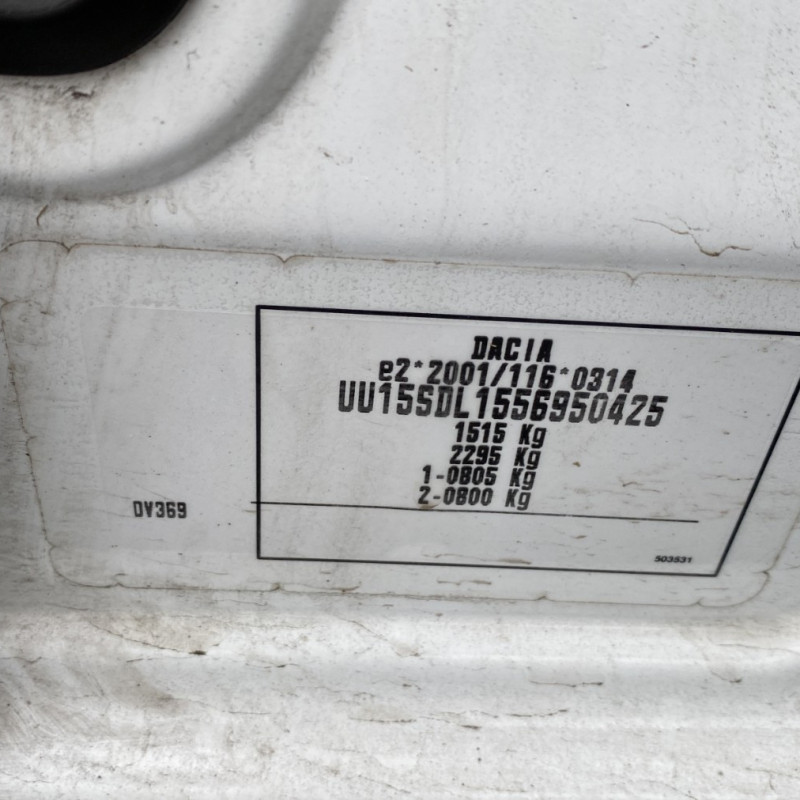 DACIA
e2*2001/116*0314
UU15SDL1556950425
1515 Kg
2295 Kg
1-0805 Kg
2-0800 Kg
DV369
503531